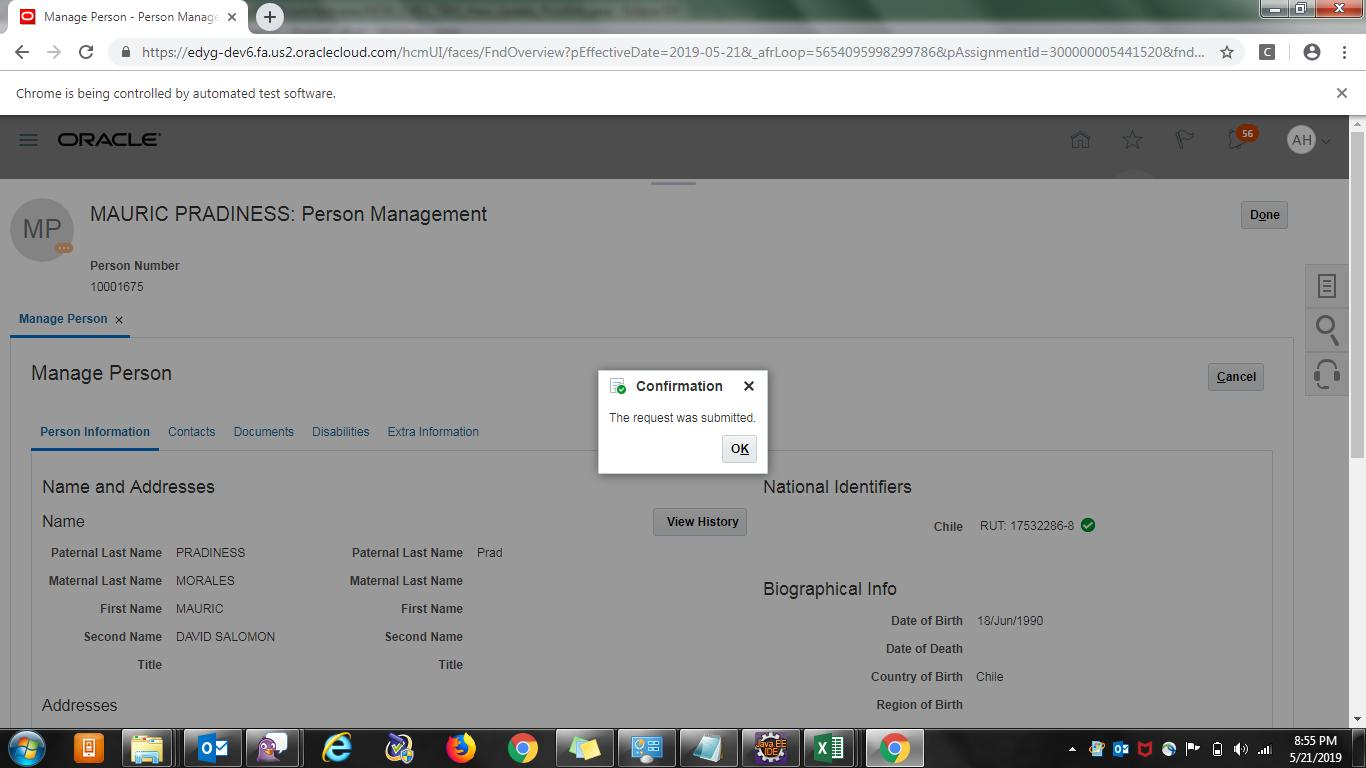 Manage Person - Person Manage
https://edyg-dev6.fa.us2.oraclecloud.com/hcmUI/faces/FndOverview?pEffectiveDate=2019-05-21&_afrLoop=5654095998299786&pAssignmentId=300000005441520&fnd...
C
Chrome is being controlled by automated test software.
ORACLE
56
AH
MP
MAURIC PRADINESS: Person Management
Done
Person Number
10001675
Manage Person
Manage Person
Cancel
Confirmation
The request was submitted.
OK
Person Information Contacts Documents Disabilities Extra Information
Name and Addresses
National Identifiers
Name
View History
Chile RUT: 17532286-8
Paternal Last Name PRADINESS Paternal Last Name Prad
Maternal Last Name MORALES Maternal Last Name
Biographical Info
First Name MAURIC First Name
Date of Birth 18/Jun/1990
Second Name DAVID SALOMON Second Name
Date of Death
Title Title
Country of Birth Chile
Addresses
Region of Birth
Java EE
IDE
8:55 PM
5/21/2019